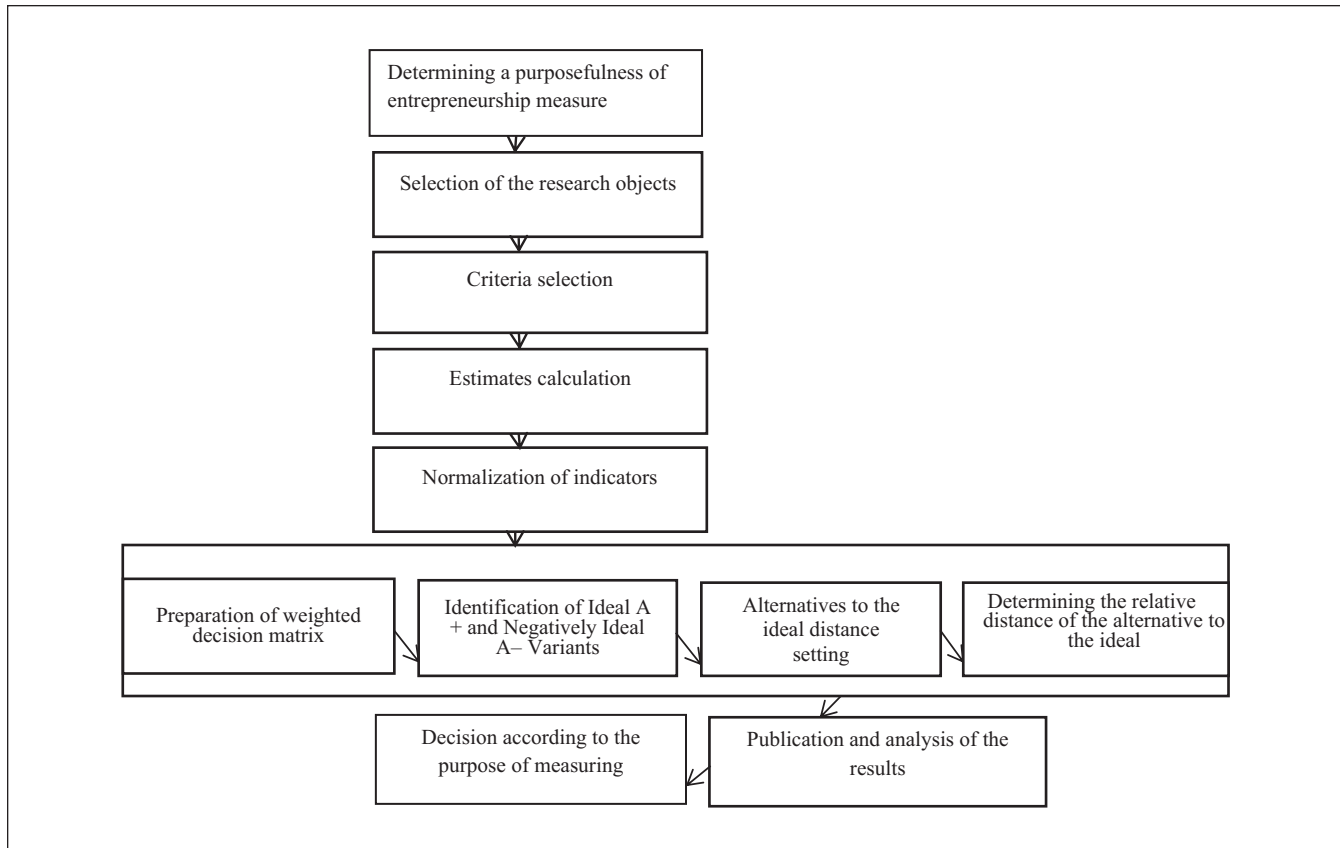 Determining a purposefulness of
entrepreneurship measure
Selection of the research objects
Criteria selection
Estimates calculation
Normalization of indicators
Preparation of weighted
decision matrix
Identification of Ideal A
+ and Negatively Ideal
A– Variants
Alternatives to the
ideal distance
setting
Determining the relative
distance of the alternative to
the ideal
Decision according to the
purpose of measuring
Publication and analysis of the
results